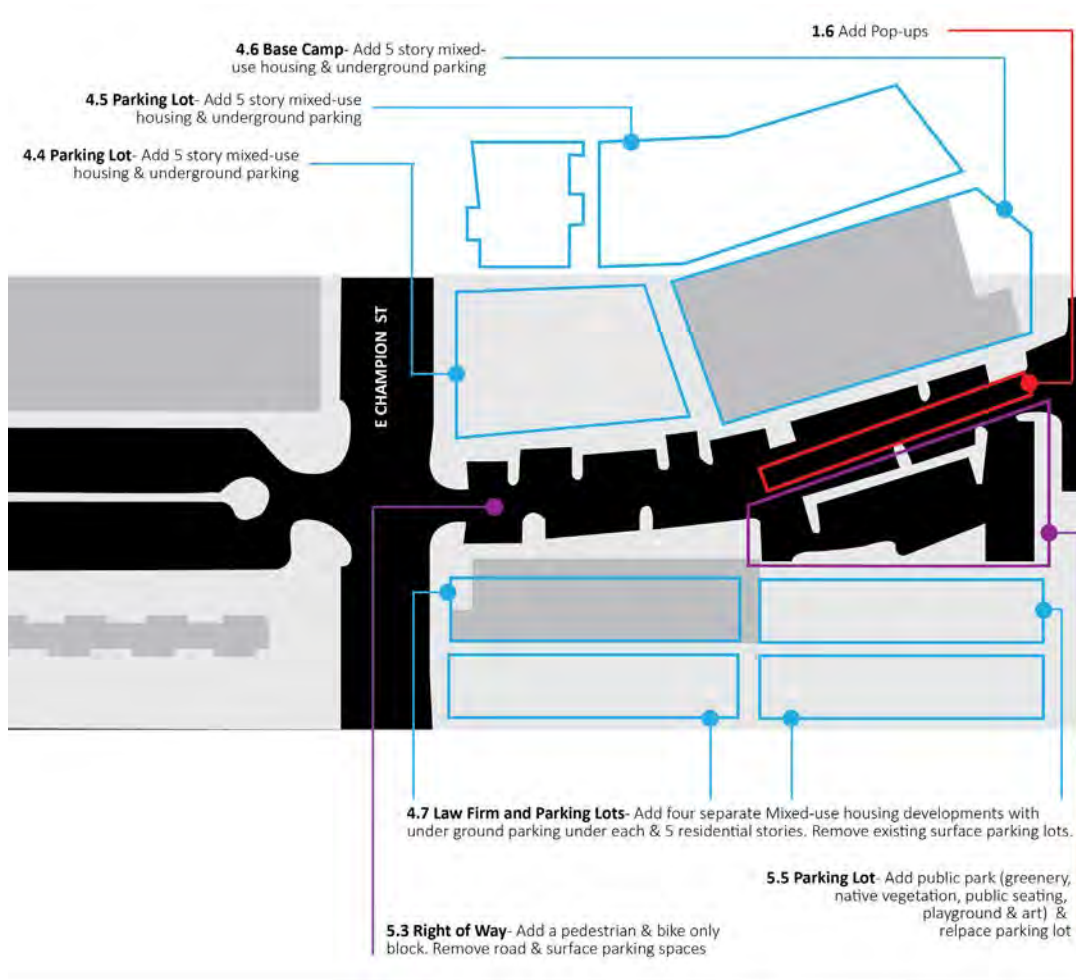 1.6 Add Pop-ups
4.6 Base Camp- Add 5 story mixed-
use housing & underground parking
4.5 Parking Lot- Add 5 story mixed-use
housing & underground parking
4.4 Parking Lot- Add 5 story mixed-use
housing & underground parking
E CHAMPION ST
4.7 Law Firm and Parking Lots- Add four separate Mixed-use housing developments with
under ground parking under each & 5 residential stories. Remove existing surface parking lots.
5.5 Parking Lot- Add public park (greenery,
native vegetation, public seating,
playground & art) &
relpace parking lot
5.3 Right of Way- Add a pedestrian & bike only
block. Remove road & surface parking spaces